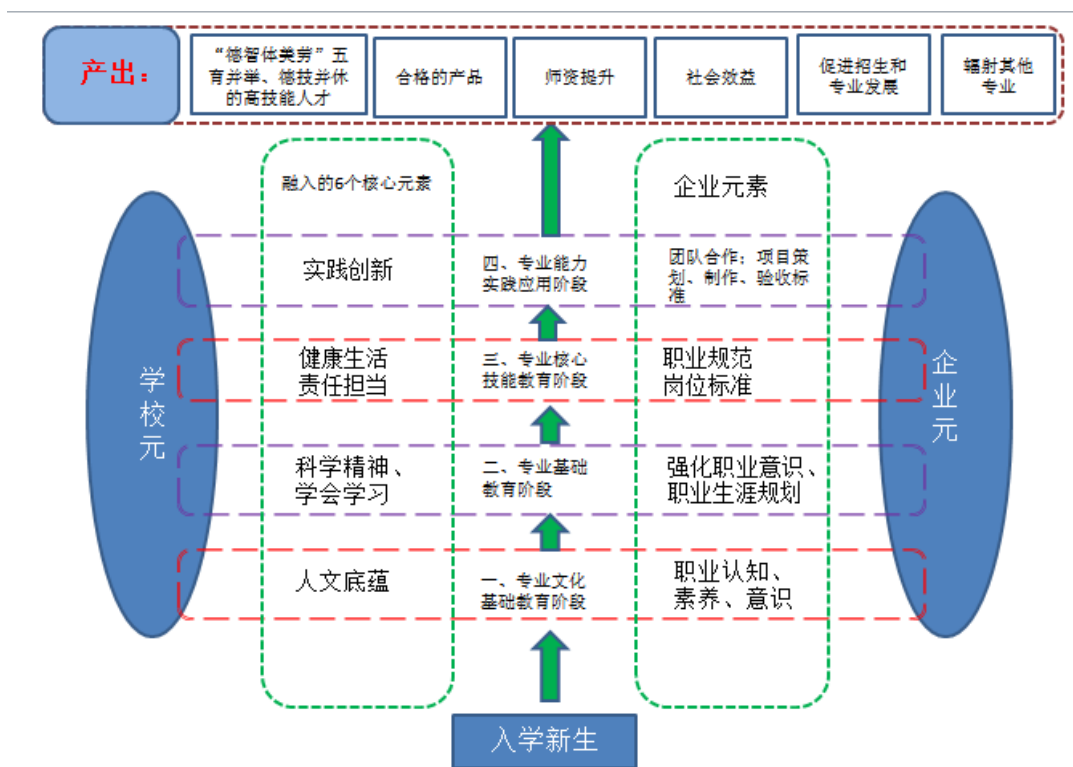 产出：
“德智体美劳”五
育并举、德技并休
的高技能人才
合格的产品
师资提升
社会效益
促进招生和
专业发展
辐射其他
专业
融入的6个核心元素
企业元素
实践创新
四、专业能力
实践应用阶段
团队合作；项目策
划、制作、验收标
准
健康生活
责任担当
三、专业核心
技能教育阶段
职业规范
岗位标准
学校元
企业元
科学精神、
学会学习
二、专业基础
教育阶段
强化职业意识、
职业生涯规划
人文底蕴
一、专业文化
基础教育阶段
职业认知、
素养、意识
入学新生